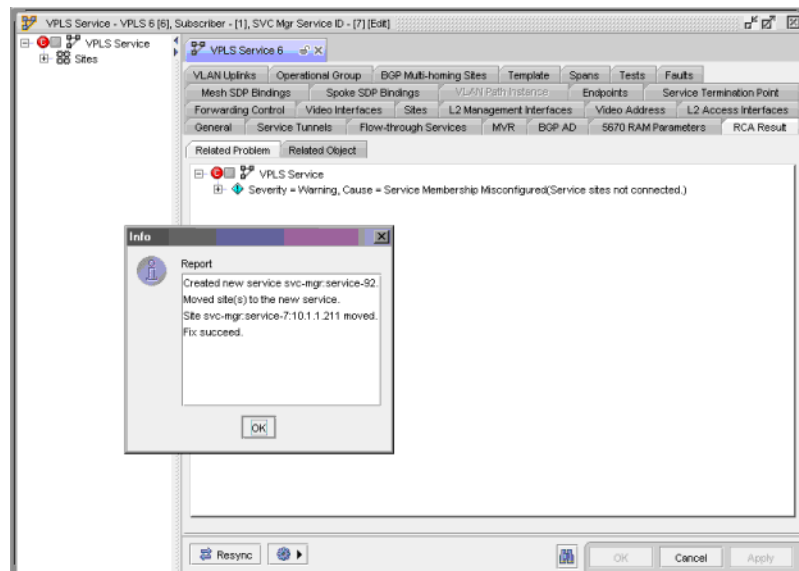 VPLS Service - VPLS 6 [6], Subscriber - [1], SVC Mgr Service ID - [7] [Edit]
VPLS Service
Sites
VPLS Service 6
VLAN Uplinks Operational Group BGP Multi-homing Sites Template Spans Tests Faults
Mesh SDP Bindings Spoke SDP Bindings VLAN Path Instance Endpoints Service Termination Point
Forwarding Control Video Interfaces Sites L2 Management Interfaces Video Address L2 Access Interfaces
General Service Tunnels Flow-through Services MVR BGP AD 5670 RAM Parameters RCA Result
Related Problem Related Object
C VPLS Service
Severity = Warning, Cause = Service Membership Misconfigured(Service sites not connected.)
Info
Report
Created new service svc-mgr:service-92.
Moved site(s) to the new service.
Site svc-mgr:service-7:10.1.1.211 moved.
Fix succeed.
OK
Resync OK Cancel Apply